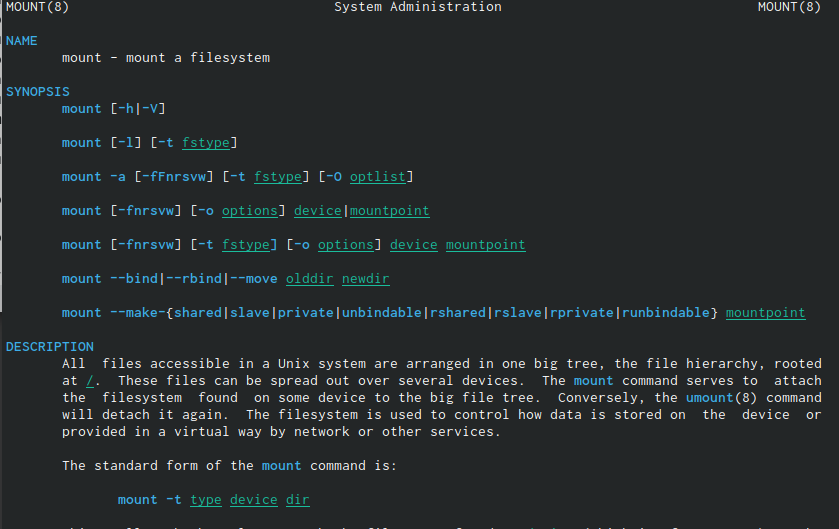 MOUNT(8) System Administration MOUNT(8)
NAME
mount - mount a filesystem
SYNOPSIS
mount [-h|-V]
mount [-l] [-t fstype]
mount -a [-fFnrsvw] [-t fstype] [-O optlist]
mount [-fnrsvw] [-o options] device|mountpoint
mount [-fnrsvw] [-t fstype] [-o options] device mountpoint
mount --bind|--rbind|--move olddir newdir
mount --make-{shared|slave|private|unbindable|rshared|rslave|rprivate|runbindable} mountpoint
DESCRIPTION
All files accessible in a Unix system are arranged in one big tree, the file hierarchy, rooted
at /. These files can be spread out over several devices. The mount command serves to attach
the filesystem found on some device to the big file tree. Conversely, the umount(8) command
will detach it again. The filesystem is used to control how data is stored on the device or
provided in a virtual way by network or other services.
The standard form of the mount command is:
mount -t type device dir